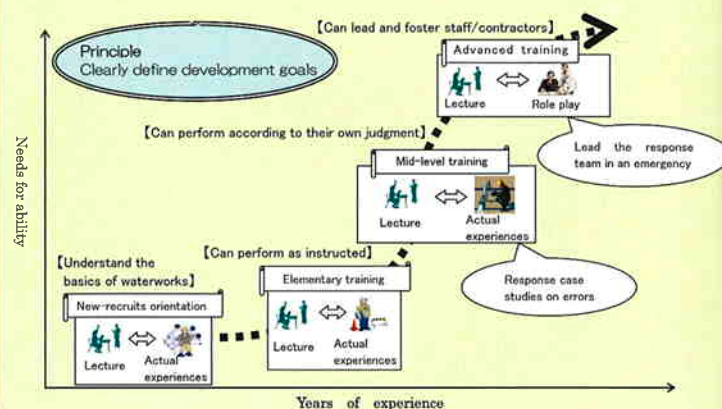 Principle
Clearly define development goals
【Can lead and foster staff/contractors】
Advanced training
Lecture
Role play
Lead the response
team in an emergency
【Can perform according to their own judgment】
Mid-level training
Lecture
Actual
experiences
Response case
studies on errors
【Can perform as instructed】
Elementary training
Lecture
Actual
experiences
【Understand the
basics of waterworks】
New-recruits orientation
Lecture
Actual
experiences
Needs for ability
Years of experience